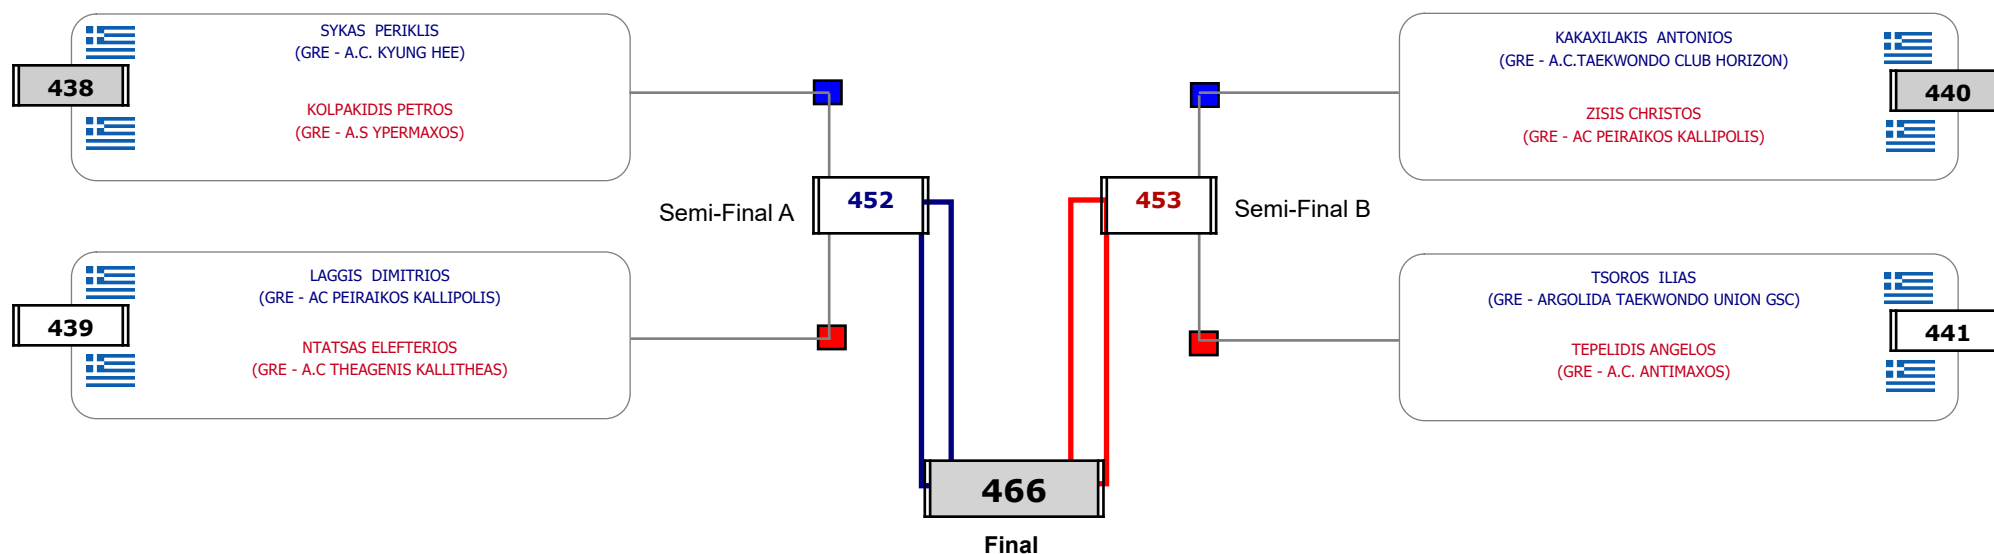 SYKAS PERIKLIS
(GRE - A.C. KYUNG HEE)
438
KOLPAKIDIS PETROS
(GRE - A.S YPERMAXOS)
LAGGIS DIMITRIOS
(GRE - AC PEIRAIKOS KALLIPOLIS)
439
NTATSAS ELEFTERIOS
(GRE - A.C THEAGENIS KALLITHEAS)
Semi-Final A
452
453
Semi-Final B
KAKAXILAKIS ANTONIOS
(GRE - A.C.TAEKWONDO CLUB HORIZON)
440
ZISIS CHRISTOS
(GRE - AC PEIRAIKOS KALLIPOLIS)
TSOROS ILIAS
(GRE - ARGOLIDA TAEKWONDO UNION GSC)
441
TEPELIDIS ANGELOS
(GRE - A.C. ANTIMAXOS)
466
Final